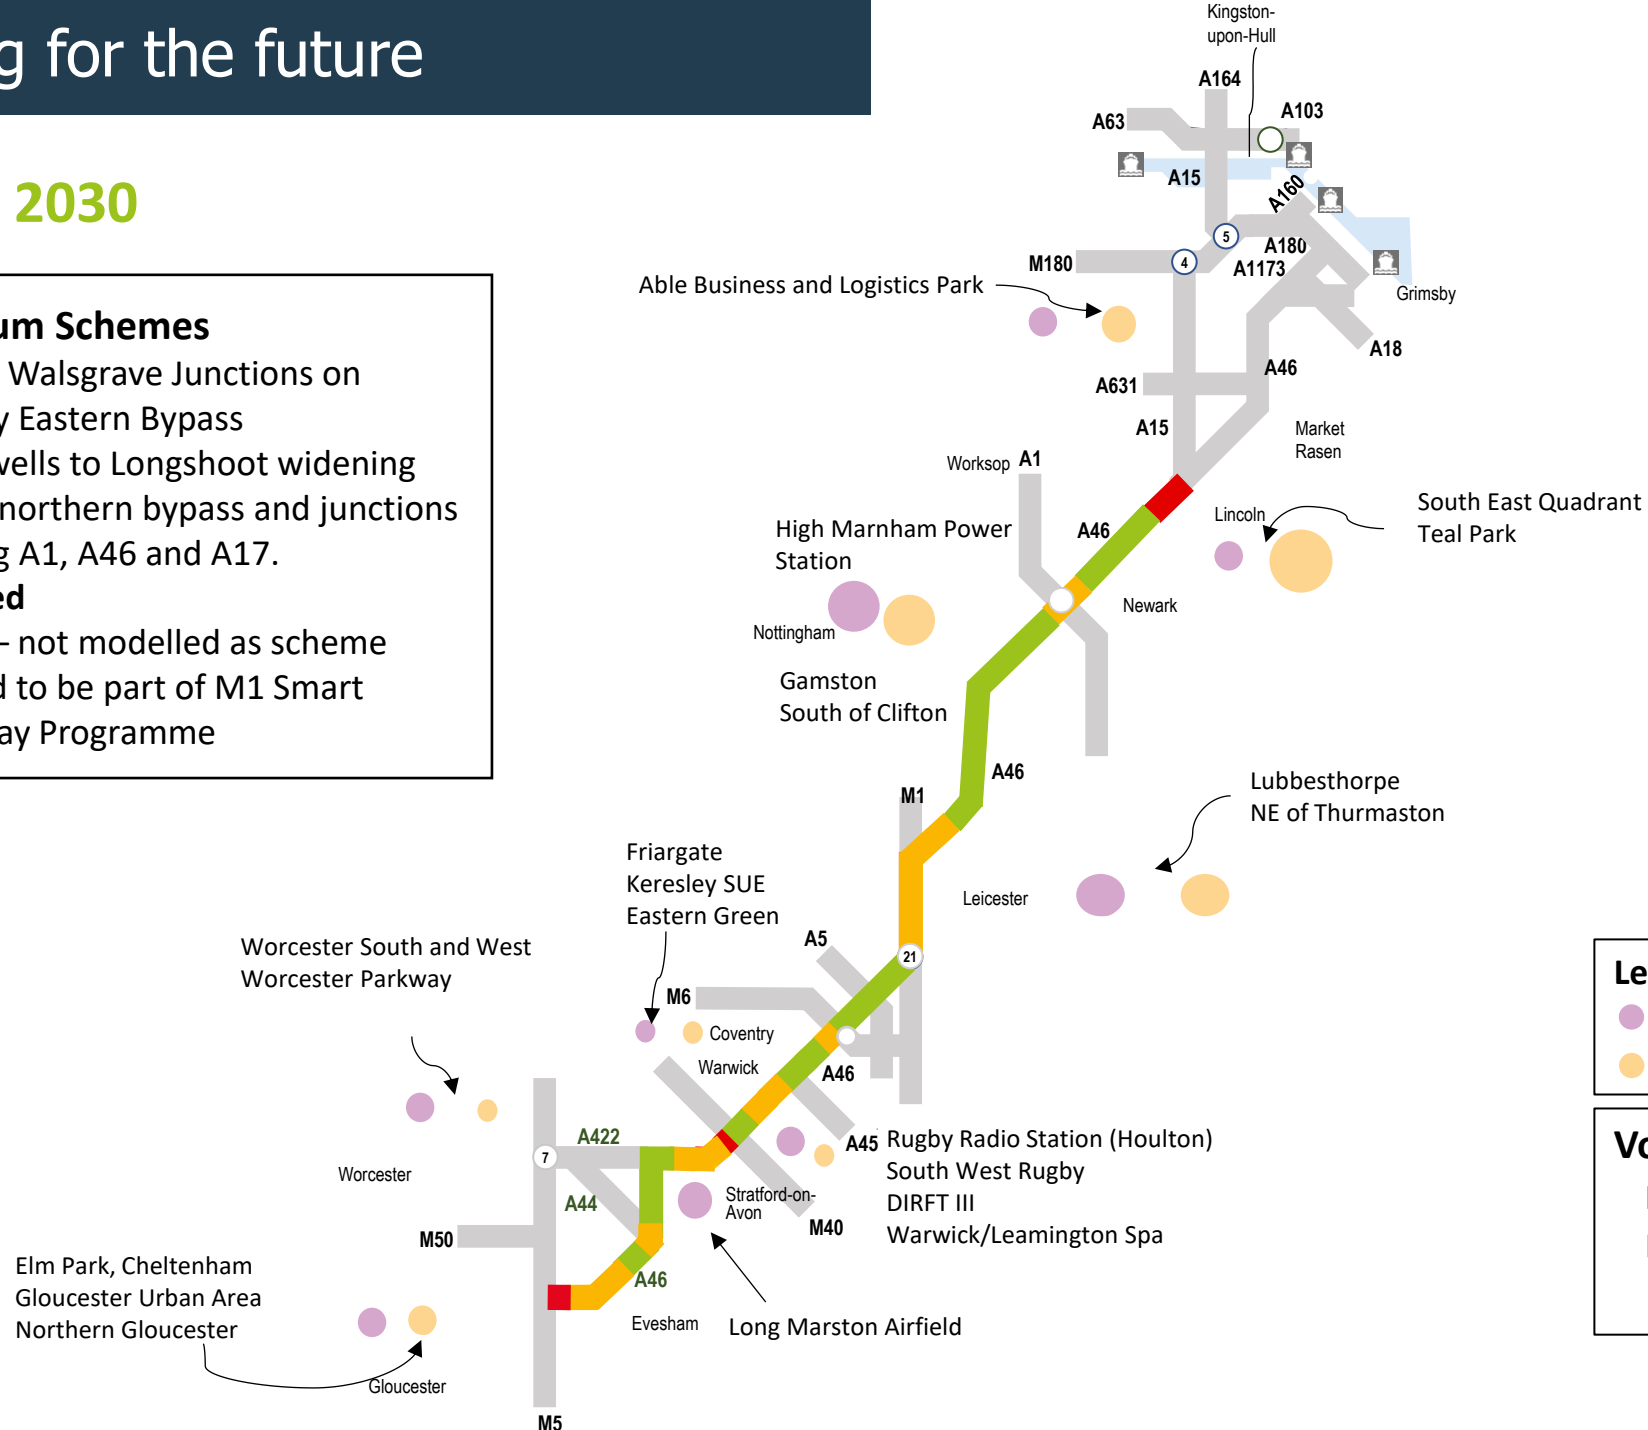 g for the future
2030
um Schemes
Walsgrave Junctions on
y Eastern Bypass
wells to Longshoot widening
northern bypass and junctions
g A1, A46 and A17.
ed
– not modelled as scheme
d to be part of M1 Smart
ay Programme
Kingston-
upon-Hull
A164
A63
A103
A15
A160
5
A180
M180
4
A1173
Able Business and Logistics Park
Grimsby
A18
A46
A631
A15
Market
Rasen
Worksop
A1
Lincoln
South East Quadrant
Teal Park
High Marnham Power
Station
A46
Newark
Nottingham
Gamston
South of Clifton
A46
M1
Lubbesthorpe
NE of Thurmaston
Leicester
Friargate
Keresley SUE
Eastern Green
A5
21
Worcester South and West
Worcester Parkway
M6
Coventry
Warwick
A46
A45
Rugby Radio Station (Houlton)
South West Rugby
DIRFT III
Warwick/Leamington Spa
A422
7
Worcester
A44
Stratford-on-
Avon
M40
M50
A46
Elm Park, Cheltenham
Gloucester Urban Area
Northern Gloucester
Evesham
Long Marston Airfield
Gloucester
M5
Le
Vo